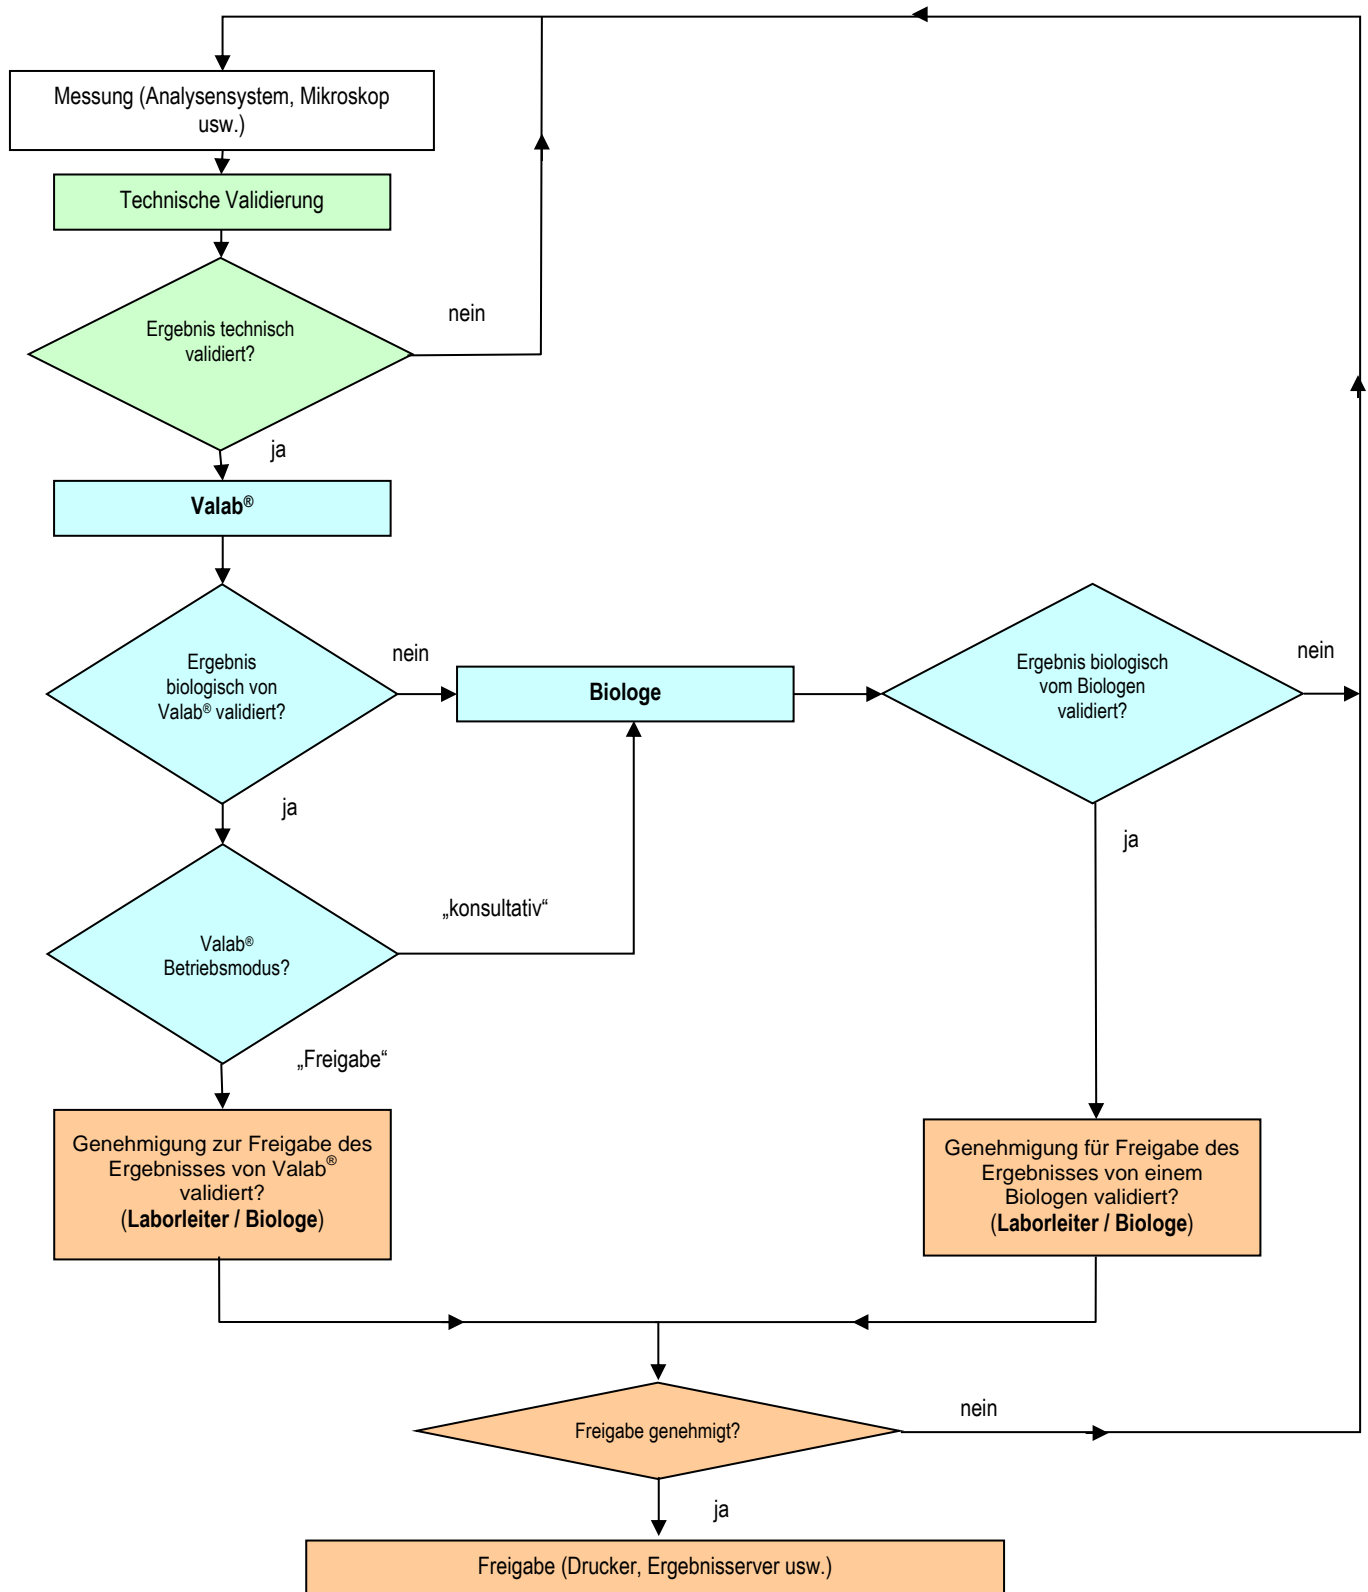 Messung (Analysensystem, Mikroskop
usw.)
Technische Validierung
Ergebnis technisch
validiert?
nein
ja
Valab®
Ergebnis
biologisch von
Valab® validiert?
nein
Biologe
Ergebnis biologisch
vom Biologen
validiert?
nein
ja
ja
Valab®
Betriebsmodus?
„konsultativ“
„Freigabe“
Genehmigung zur Freigabe des
Ergebnisses von Valab®
validiert?
(Laborleiter / Biologe)
Genehmigung für Freigabe des
Ergebnisses von einem
Biologen validiert?
(Laborleiter / Biologe)
Freigabe genehmigt?
nein
ja
Freigabe (Drucker, Ergebnisserver usw.)